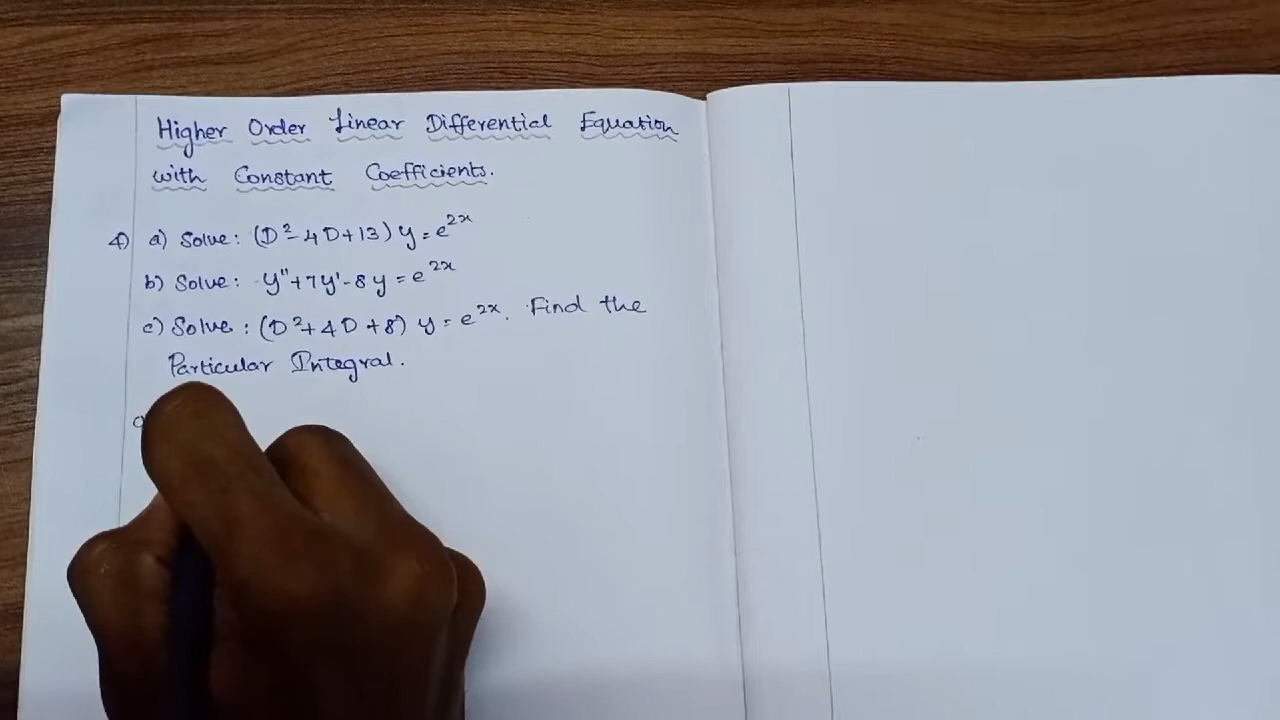 Higher Order Linear Differential Equation
with Constant Coefficients.
4) a) Solve: (D²-4D+13)y=e^2x
b) Solve: y''+7y'-8y=e^2x
c) Solve: (D²+4D+8) y=e^2x. Find the
Particular Integral.